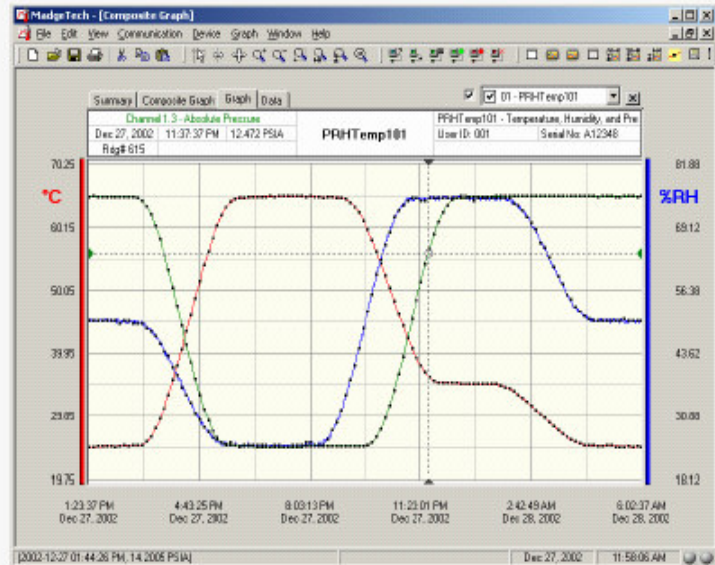 MadgeTech - [Composite Graph]
File Edit View Communication Device Graph Window Help
Summary Composite Graph Graph Data
01 - PRHTemp101
Channel 1.3 - Absolute Pressure
Dec 27, 2002 11:37:37 PM 12.472 PSIA
Rdg# 615
PRHTemp101
PRHTemp101 - Temperature, Humidity, and Pre
User ID: 001 Serial No: A12348
70.25
81.88
°C
%RH
60.15
69.12
50.05
56.38
39.95
43.62
29.85
30.88
19.75
18.12
1:23:37 PM 4:43:25 PM 8:03:13 PM 11:23:01 PM 2:42:49 AM 6:02:37 AM
Dec 27, 2002 Dec 27, 2002 Dec 27, 2002 Dec 27, 2002 Dec 28, 2002 Dec 28, 2002
[2002-12-27 01:44:26 PM, 14.2005 PSIA] Dec 27, 2002 11:58:06 AM